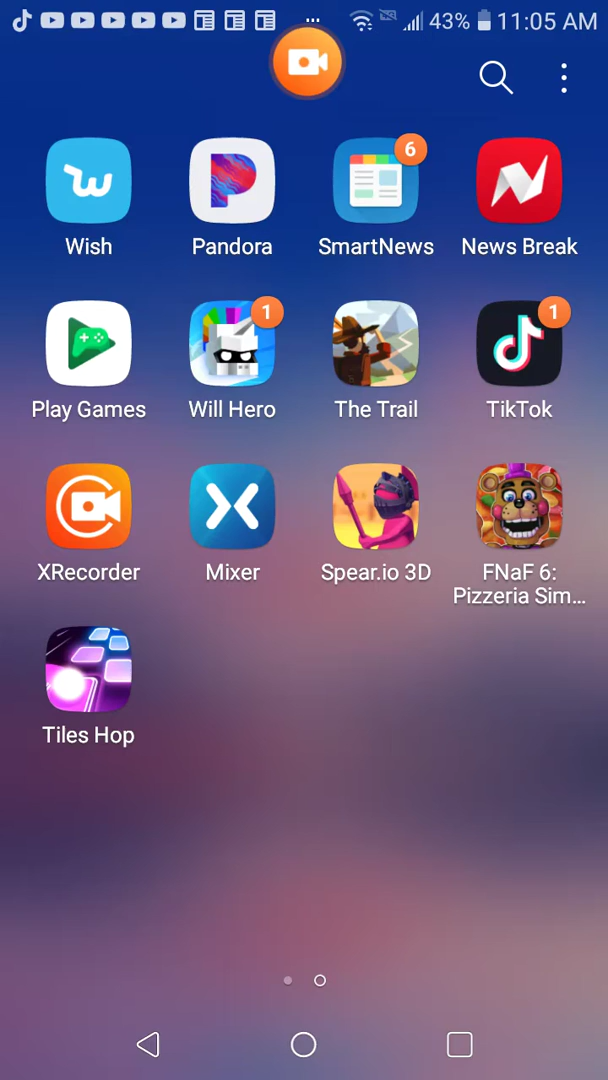 43% 11:05 AM
6
Wish Pandora SmartNews News Break
1 1
Play Games Will Hero The Trail TikTok
XRecorder Mixer Spear.io 3D FNaF 6:
Pizzeria Sim...
Tiles Hop